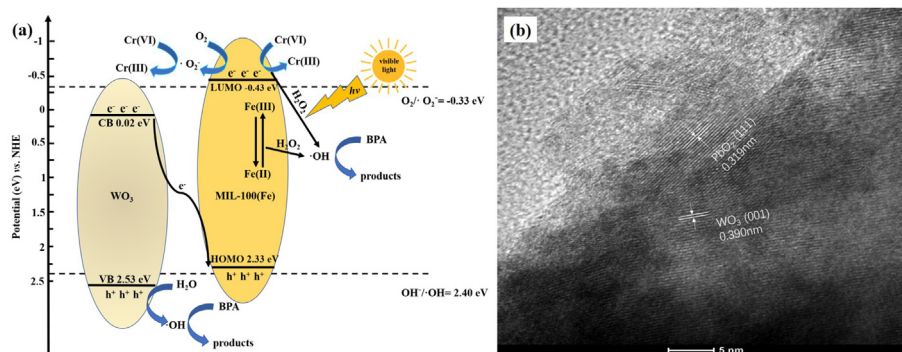 (a)
Potential (eV) vs. NHE
-1
-0.5
0
0.5
1
1.5
2
2.5
Cr(VI)
Cr(III)
O₂
· O₂⁻
Cr(VI)
Cr(III)
visible
light
hν
e⁻ e⁻ e⁻
LUMO -0.43 eV
O₂/· O₂⁻= -0.33 eV
e⁻ e⁻ e⁻
CB 0.02 eV
Fe(III)
H₂O₂
H₂O₂
·OH
BPA
products
Fe(II)
e⁻
WO₃
MIL-100(Fe)
HOMO 2.33 eV
h⁺ h⁺ h⁺
VB 2.53 eV
h⁺ h⁺ h⁺
H₂O
·OH
BPA
products
OH⁻/·OH= 2.40 eV
(b)
PbO₂ (111)
0.319nm
WO₃ (001)
0.390nm
5 nm